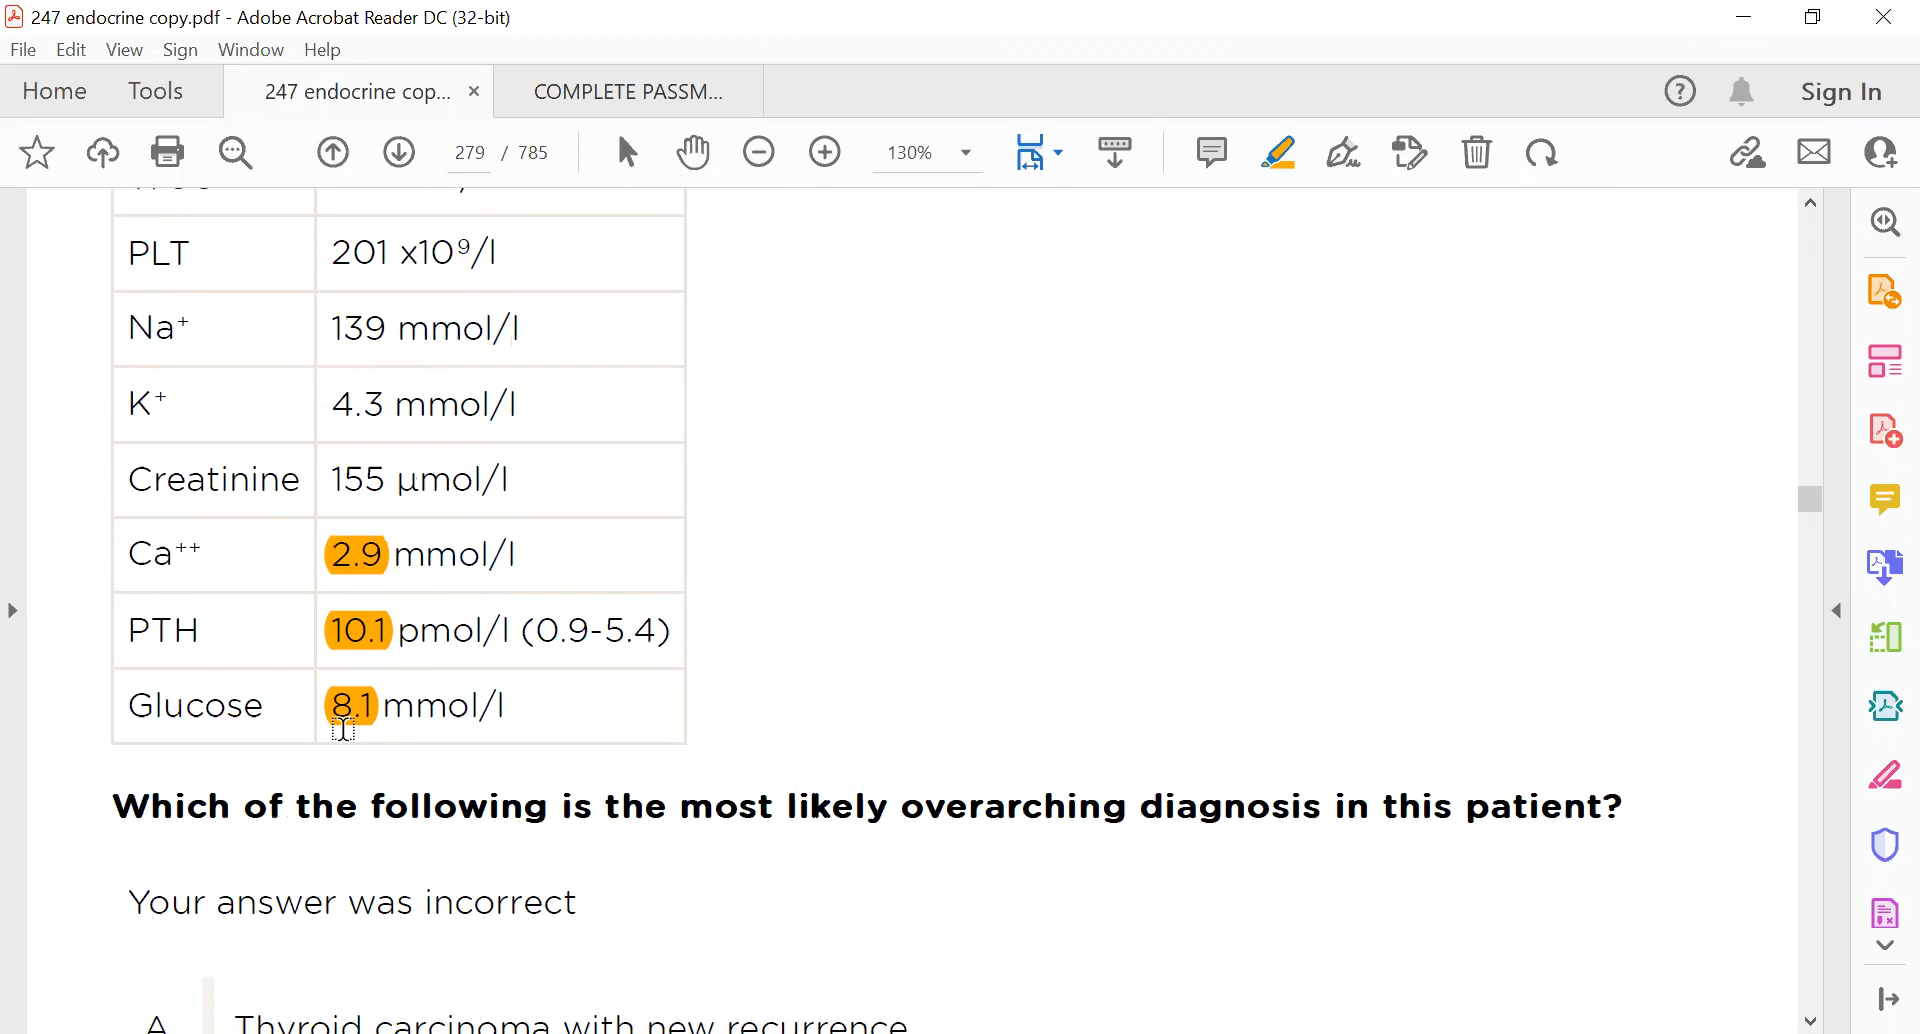 247 endocrine copy.pdf - Adobe Acrobat Reader DC (32-bit)
File Edit View Sign Window Help
Home Tools 247 endocrine cop... × COMPLETE PASSM... Sign In
279 / 785 130%
PLT 201 x10⁹/l
Na⁺ 139 mmol/l
K⁺ 4.3 mmol/l
Creatinine 155 µmol/l
Ca⁺⁺ 2.9 mmol/l
PTH 10.1 pmol/l (0.9-5.4)
Glucose 8.1 mmol/l
Which of the following is the most likely overarching diagnosis in this patient?
Your answer was incorrect
A Thyroid carcinoma with new recurrence